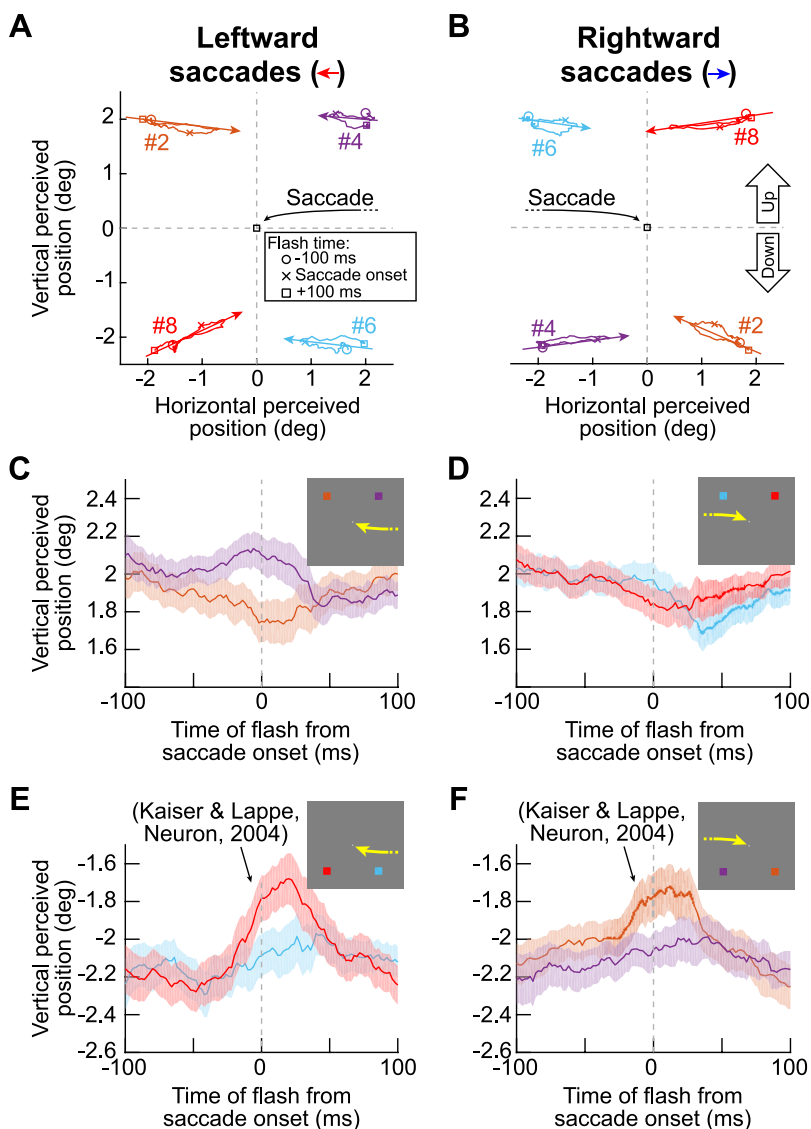 A
Leftward
saccades (←)
#2
#4
Saccade
Flash time:
-100 ms
Saccade onset
+100 ms
#8
#6
2
1
0
-1
-2
-2
-1
0
1
2
Vertical perceived
position (deg)
Horizontal perceived
position (deg)
B
Rightward
saccades (→)
#6
#8
Saccade
Up
Down
#4
#2
-2
-1
0
1
2
Horizontal perceived
position (deg)
C
2.4
2.2
2
1.8
1.6
-100
0
100
Vertical perceived
position (deg)
Time of flash from
saccade onset (ms)
D
2.4
2.2
2
1.8
1.6
-100
0
100
Time of flash from
saccade onset (ms)
E
(Kaiser & Lappe,
Neuron, 2004)
-1.6
-1.8
-2
-2.2
-2.4
-2.6
-100
0
100
Vertical perceived
position (deg)
Time of flash from
saccade onset (ms)
F
(Kaiser & Lappe,
Neuron, 2004)
-1.6
-1.8
-2
-2.2
-2.4
-2.6
-100
0
100
Time of flash from
saccade onset (ms)